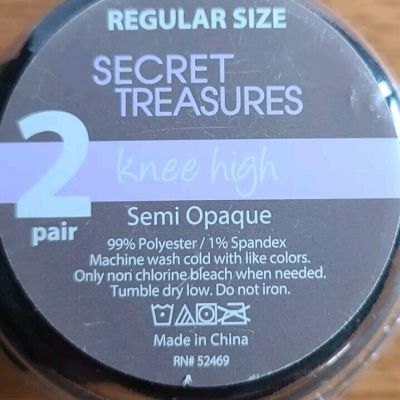 REGULAR SIZE
SECRET
TREASURES
2
pair
knee high
Semi Opaque
99% Polyester / 1% Spandex
Machine wash cold with like colors.
Only non chlorine bleach when needed.
Tumble dry low. Do not iron.
Made in China
RN# 52469